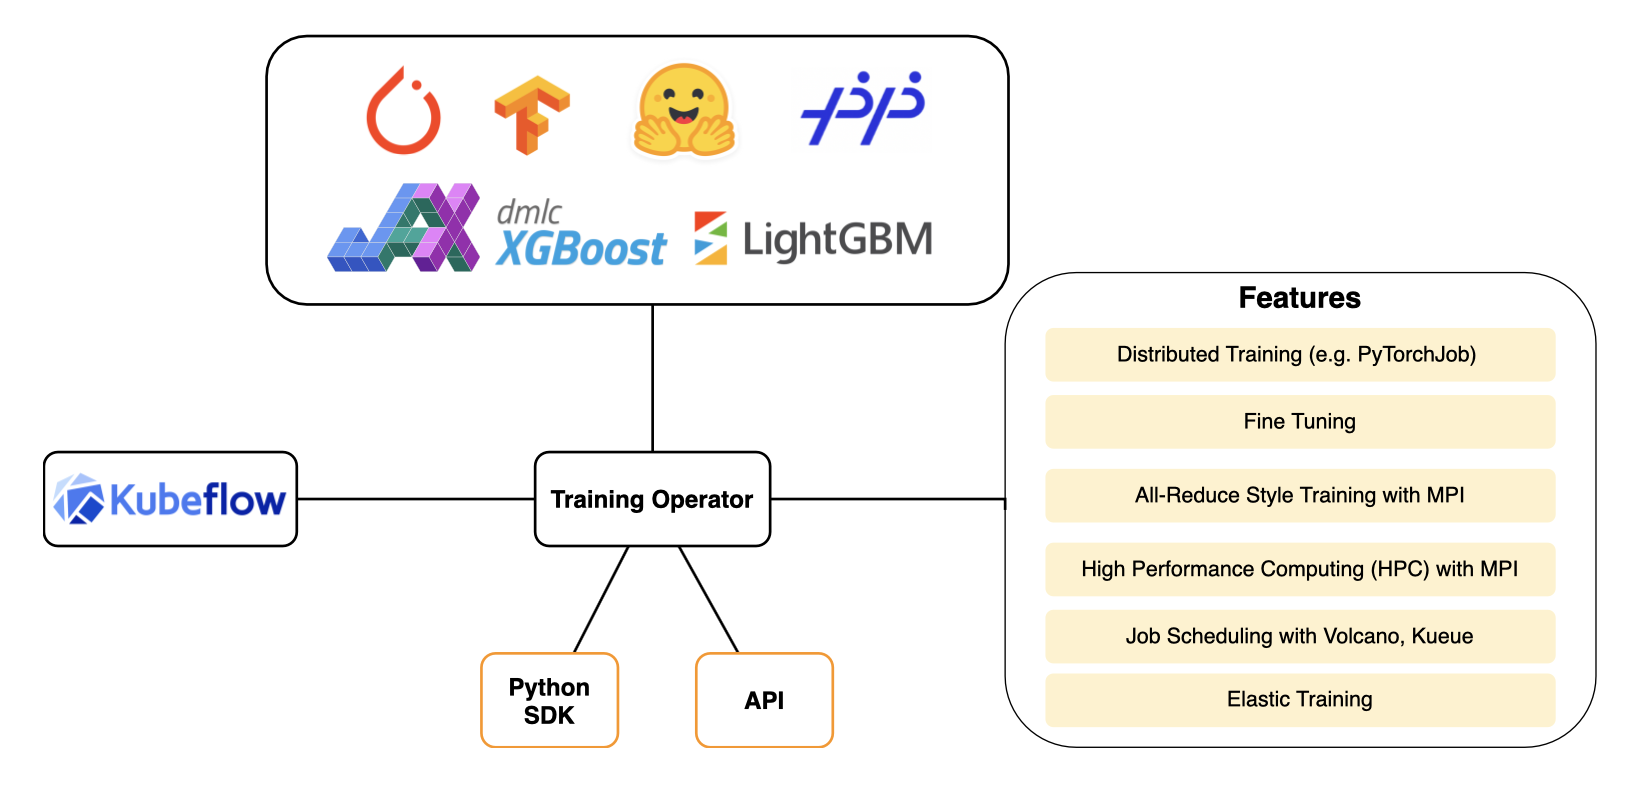 dmlc
XGBoost
LightGBM
Features
Distributed Training (e.g. PyTorchJob)
Fine Tuning
All-Reduce Style Training with MPI
High Performance Computing (HPC) with MPI
Job Scheduling with Volcano, Kueue
Elastic Training
Kubeflow
Training Operator
Python
SDK
API